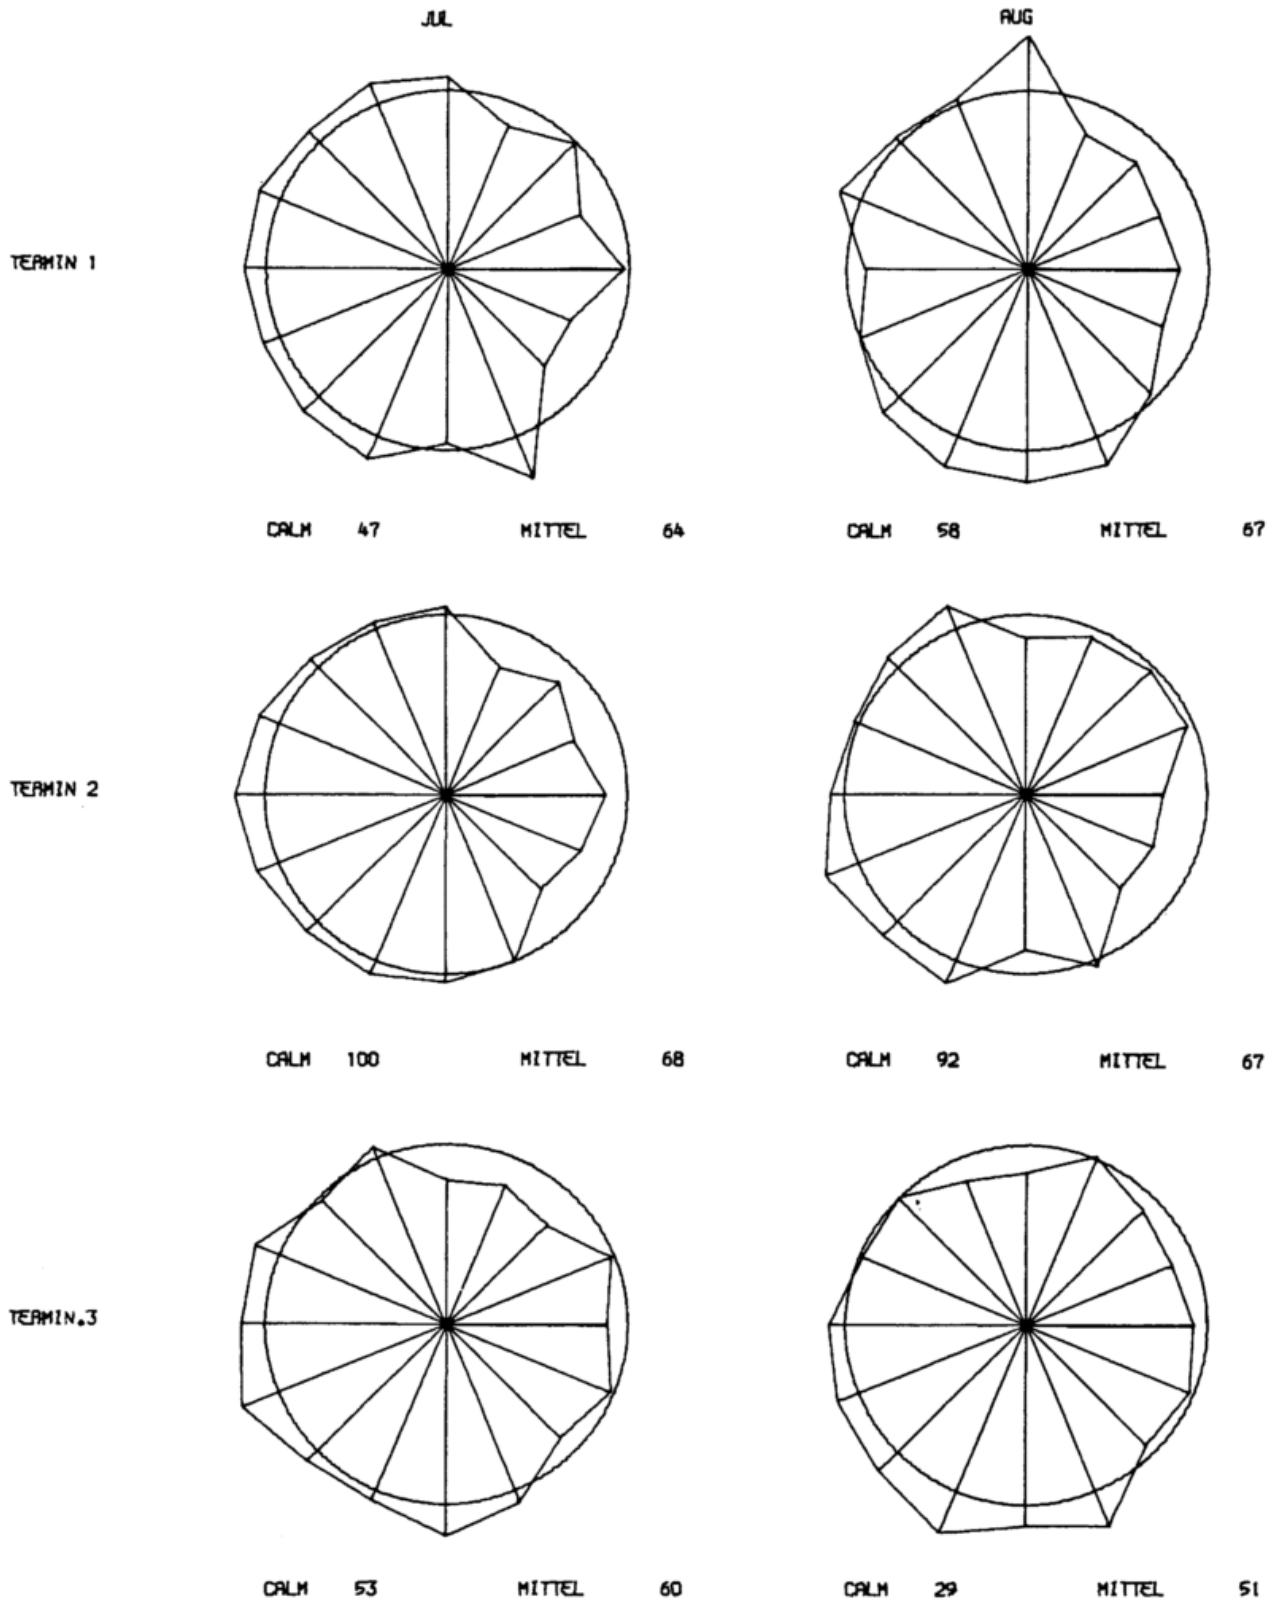 JUL AUG
TERMIN 1
CALM 47 MITTEL 64 CALM 58 MITTEL 67
TERMIN 2
CALM 100 MITTEL 68 CALM 92 MITTEL 67
TERMIN.3
CALM 53 MITTEL 60 CALM 29 MITTEL 51